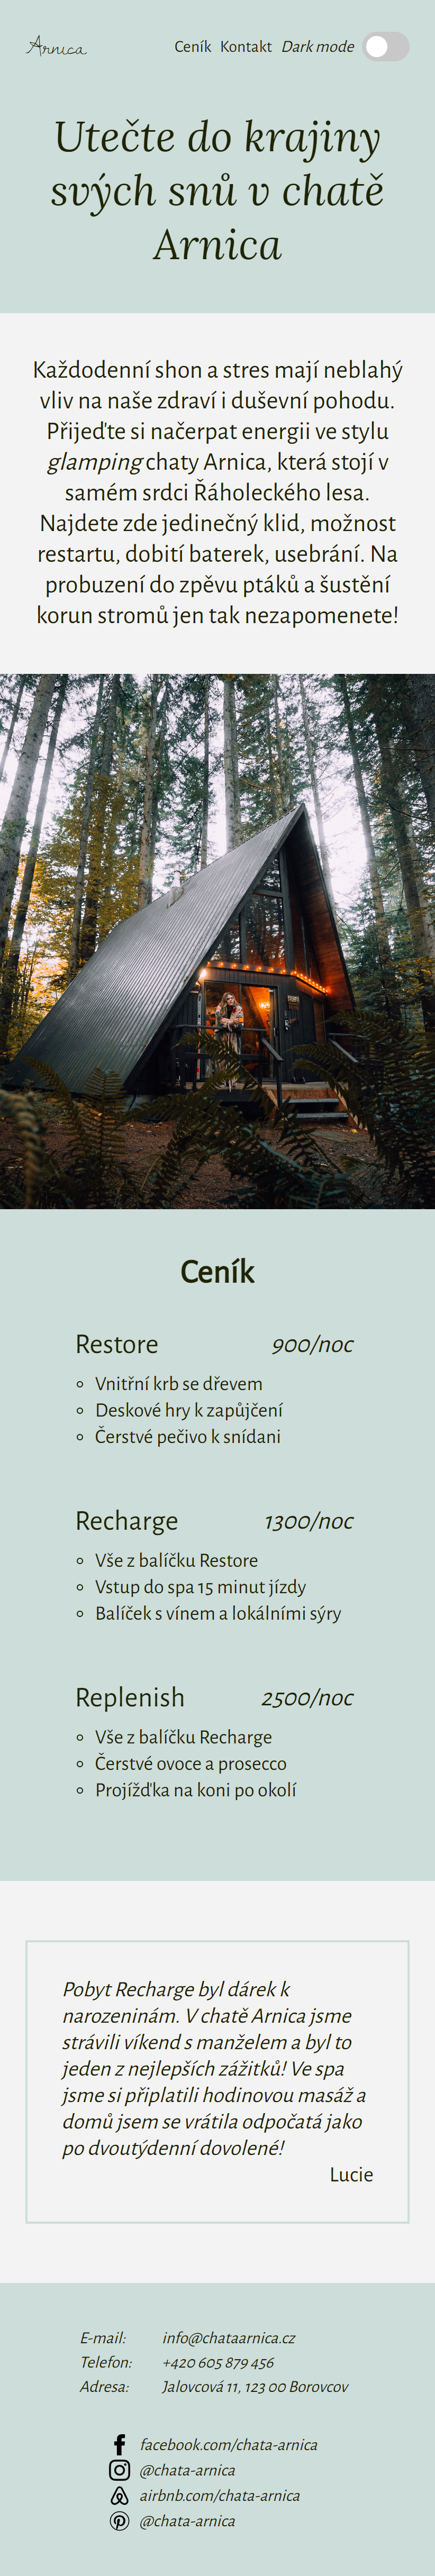 Arnica
Ceník Kontakt Dark mode
Utečte do krajiny
svých snů v chatě
Arnica
Každodenní shon a stres mají neblahý
vliv na naše zdraví i duševní pohodu.
Přijeďte si načerpat energii ve stylu
glamping chaty Arnica, která stojí v
samém srdci Řáholeckého lesa.
Najdete zde jedinečný klid, možnost
restartu, dobití baterek, usebrání. Na
probuzení do zpěvu ptáků a šustění
korun stromů jen tak nezapomenete!
Ceník
Restore 900/noc
Vnitřní krb se dřevem
Deskové hry k zapůjčení
Čerstvé pečivo k snídani
Recharge 1300/noc
Vše z balíčku Restore
Vstup do spa 15 minut jízdy
Balíček s vínem a lokálními sýry
Replenish 2500/noc
Vše z balíčku Recharge
Čerstvé ovoce a prosecco
Projížďka na koni po okolí
Pobyt Recharge byl dárek k
narozeninám. V chatě Arnica jsme
strávili víkend s manželem a byl to
jeden z nejlepších zážitků! Ve spa
jsme si připlatili hodinovou masáž a
domů jsem se vrátila odpočatá jako
po dvoutýdenní dovolené!
Lucie
E-mail: info@chataarnica.cz
Telefon: +420 605 879 456
Adresa: Jalovcová 11, 123 00 Borovcov
facebook.com/chata-arnica
@chata-arnica
airbnb.com/chata-arnica
@chata-arnica